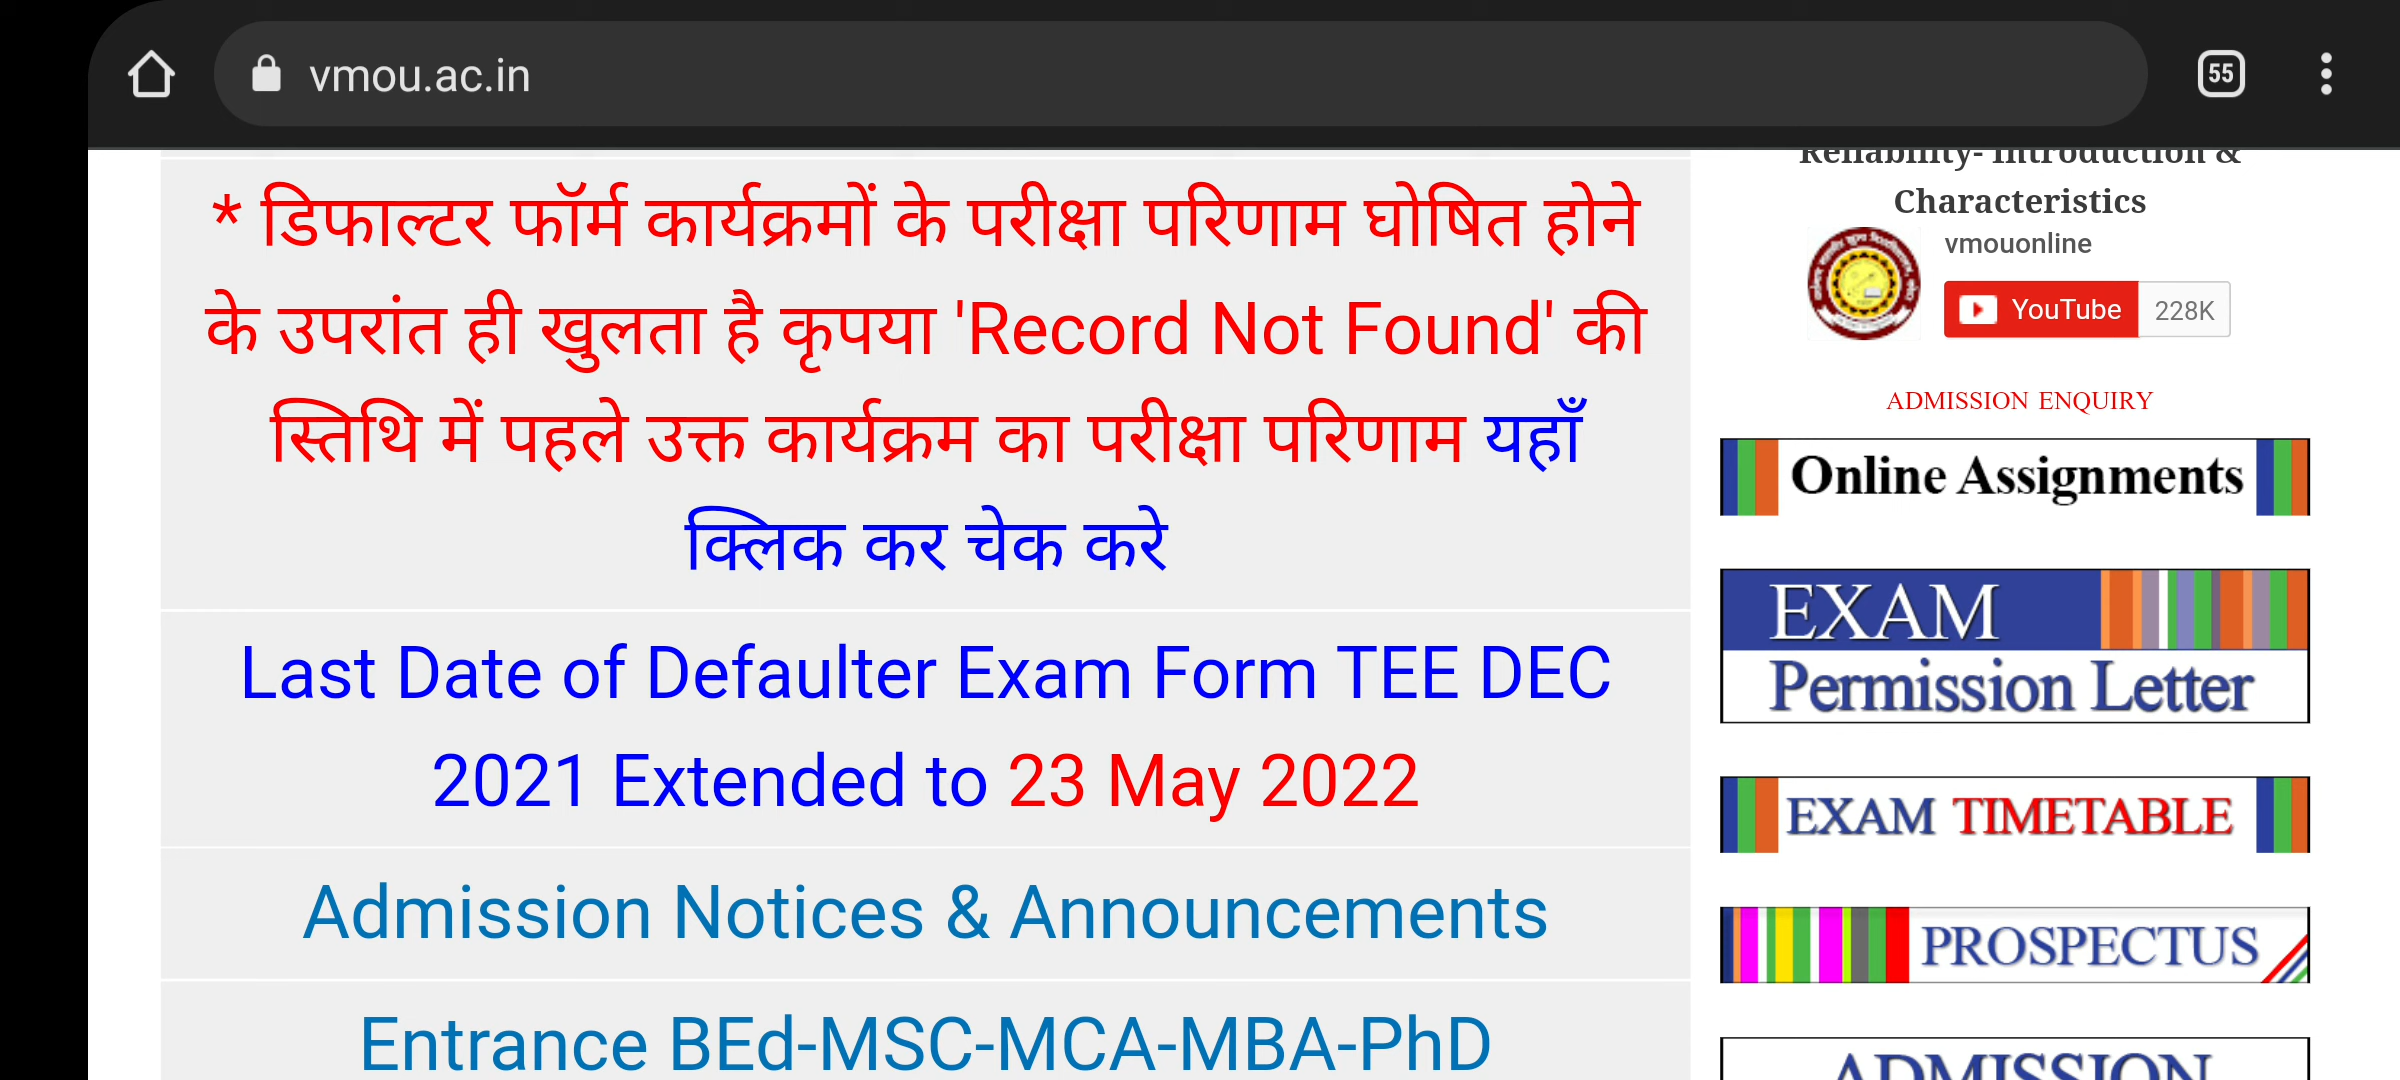 vmou.ac.in
55
* डिफाल्टर फॉर्म कार्यक्रमों के परीक्षा परिणाम घोषित होने
के उपरांत ही खुलता है कृपया 'Record Not Found' की
स्तिथि में पहले उक्त कार्यक्रम का परीक्षा परिणाम यहाँ
क्लिक कर चेक करे
Last Date of Defaulter Exam Form TEE DEC
2021 Extended to 23 May 2022
Admission Notices & Announcements
Entrance BEd-MSC-MCA-MBA-PhD
Reliability- Introduction &
Characteristics
vmouonline
YouTube 228K
ADMISSION ENQUIRY
Online Assignments
EXAM
Permission Letter
EXAM TIMETABLE
PROSPECTUS
ADMISSION